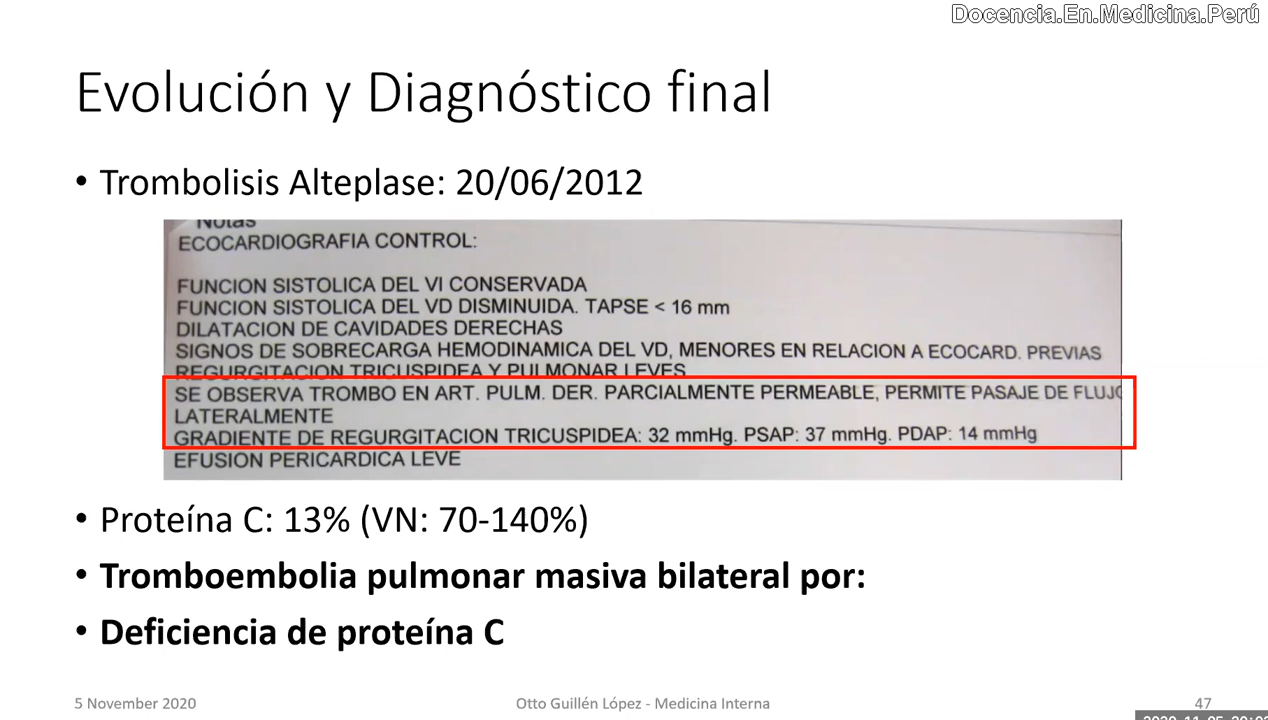 Docencia.En.Medicina.Perú
Evolución y Diagnóstico final
• Trombolisis Alteplase: 20/06/2012
Notas
ECOCARDIOGRAFIA CONTROL:
FUNCION SISTOLICA DEL VI CONSERVADA
FUNCION SISTOLICA DEL VD DISMINUIDA. TAPSE < 16 mm
DILATACION DE CAVIDADES DERECHAS
SIGNOS DE SOBRECARGA HEMODINAMICA DEL VD, MENORES EN RELACION A ECOCARD. PREVIAS
REGURGITACION TRICUSPIDEA Y PULMONAR LEVES
SE OBSERVA TROMBO EN ART. PULM. DER. PARCIALMENTE PERMEABLE, PERMITE PASAJE DE FLUJO
LATERALMENTE
GRADIENTE DE REGURGITACION TRICUSPIDEA: 32 mmHg. PSAP: 37 mmHg. PDAP: 14 mmHg
EFUSION PERICARDICA LEVE
• Proteína C: 13% (VN: 70-140%)
• Tromboembolia pulmonar masiva bilateral por:
• Deficiencia de proteína C
5 November 2020
Otto Guillén López - Medicina Interna
47